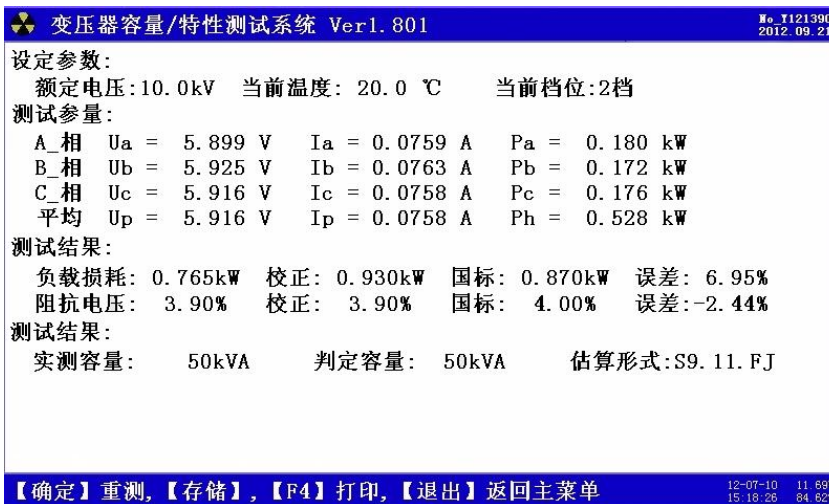 变压器容量/特性测试系统 Ver1.801
No_Y121390
2012.09.21
设定参数:
额定电压:10.0kV 当前温度: 20.0 ℃ 当前档位:2档
测试参量:
A_相 Ua = 5.899 V Ia = 0.0759 A Pa = 0.180 kW
B_相 Ub = 5.925 V Ib = 0.0763 A Pb = 0.172 kW
C_相 Uc = 5.916 V Ic = 0.0758 A Pc = 0.176 kW
平均 Up = 5.916 V Ip = 0.0758 A Ph = 0.528 kW
测试结果:
负载损耗: 0.765kW 校正: 0.930kW 国标: 0.870kW 误差: 6.95%
阻抗电压: 3.90% 校正: 3.90% 国标: 4.00% 误差:-2.44%
测试结果:
实测容量: 50kVA 判定容量: 50kVA 估算形式:S9.11.FJ
【确定】重测,【存储】,【F4】打印,【退出】返回主菜单
12-07-10 11.69
15:18:26 84.62